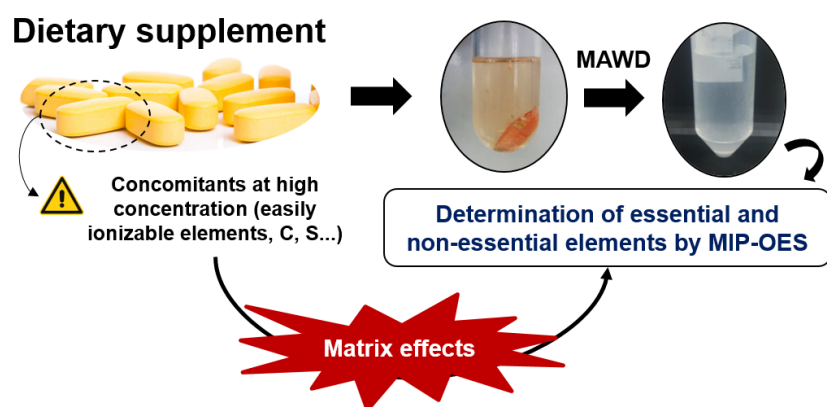 Dietary supplement
MAWD
Concomitants at high
concentration (easily
ionizable elements, C, S...)
Determination of essential and
non-essential elements by MIP-OES
Matrix effects